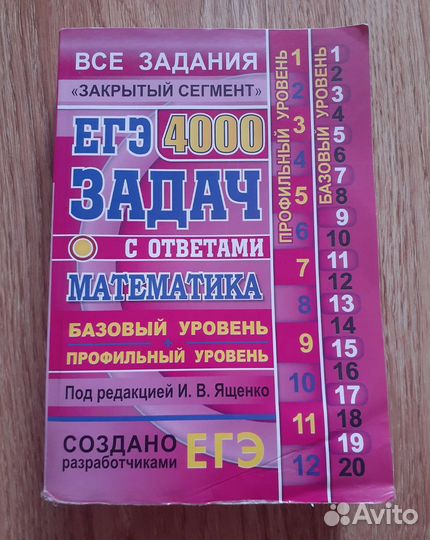 ВСЕ ЗАДАНИЯ
«ЗАКРЫТЫЙ СЕГМЕНТ»
ЕГЭ 4000
ЗАДАЧ
С ОТВЕТАМИ
МАТЕМАТИКА
БАЗОВЫЙ УРОВЕНЬ
+
ПРОФИЛЬНЫЙ УРОВЕНЬ
Под редакцией И. В. Ященко
СОЗДАНО
разработчиками ЕГЭ
ПРОФИЛЬНЫЙ УРОВЕНЬ
1
2
3
4
5
6
7
8
9
10
11
12
БАЗОВЫЙ УРОВЕНЬ
1
2
3
4
5
6
7
8
9
10
11
12
13
14
15
16
17
18
19
20
Avito